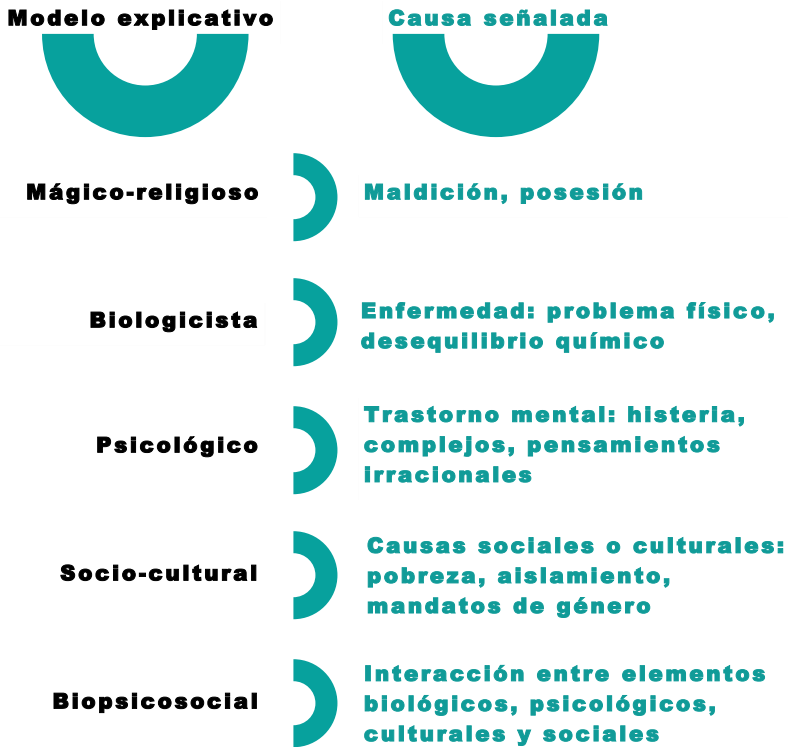 Modelo explicativo
Causa señalada
Mágico-religioso
Maldición, posesión
Biologicista
Enfermedad: problema físico,
desequilibrio químico
Psicológico
Trastorno mental: histeria,
complejos, pensamientos
irracionales
Socio-cultural
Causas sociales o culturales:
pobreza, aislamiento,
mandatos de género
Biopsicosocial
Interacción entre elementos
biológicos, psicológicos,
culturales y sociales